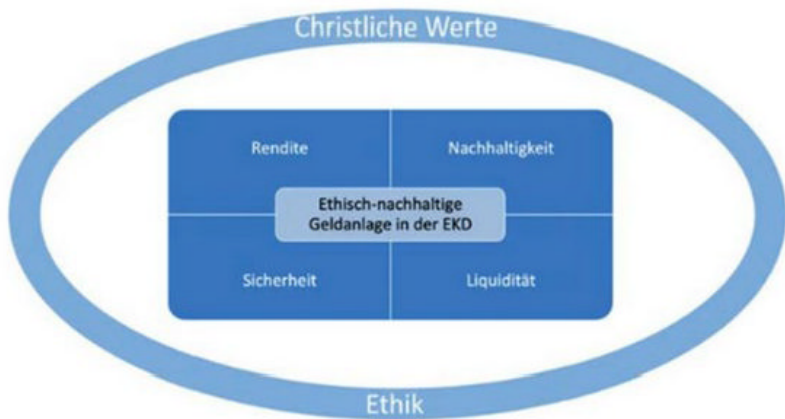 Christliche Werte
Rendite
Nachhaltigkeit
Ethisch-nachhaltige
Geldanlage in der EKD
Sicherheit
Liquidität
Ethik